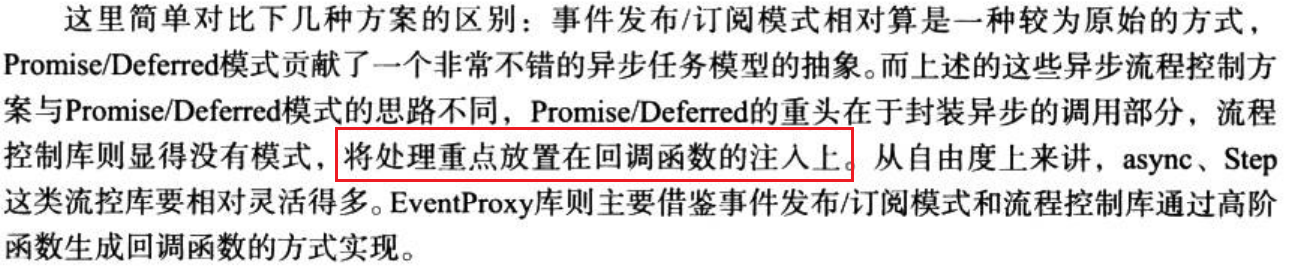 这里简单对比下几种方案的区别：事件发布/订阅模式相对算是一种较为原始的方式，
Promise/Deferred模式贡献了一个非常不错的异步任务模型的抽象。而上述的这些异步流程控制方
案与Promise/Deferred模式的思路不同，Promise/Deferred的重头在于封装异步的调用部分，流程
控制库则显得没有模式，将处理重点放置在回调函数的注入上。从自由度上来讲，async、Step
这类流控库要相对灵活得多。EventProxy库则主要借鉴事件发布/订阅模式和流程控制库通过高阶
函数生成回调函数的方式实现。